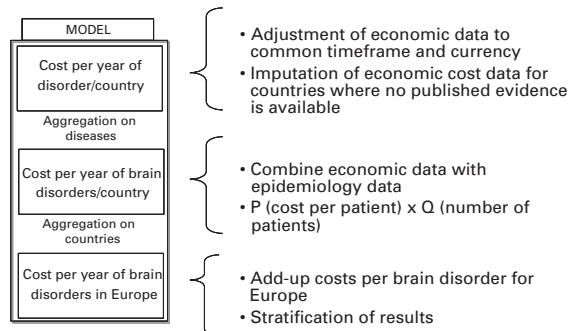 MODEL
Cost per year of
disorder/country
Aggregation on
diseases
Cost per year of brain
disorders/country
Aggregation on
countries
Cost per year of brain
disorders in Europe
• Adjustment of economic data to
common timeframe and currency
• Imputation of economic cost data for
countries where no published evidence
is available
• Combine economic data with
epidemiology data
• P (cost per patient) x Q (number of
patients)
• Add-up costs per brain disorder for
Europe
• Stratification of results